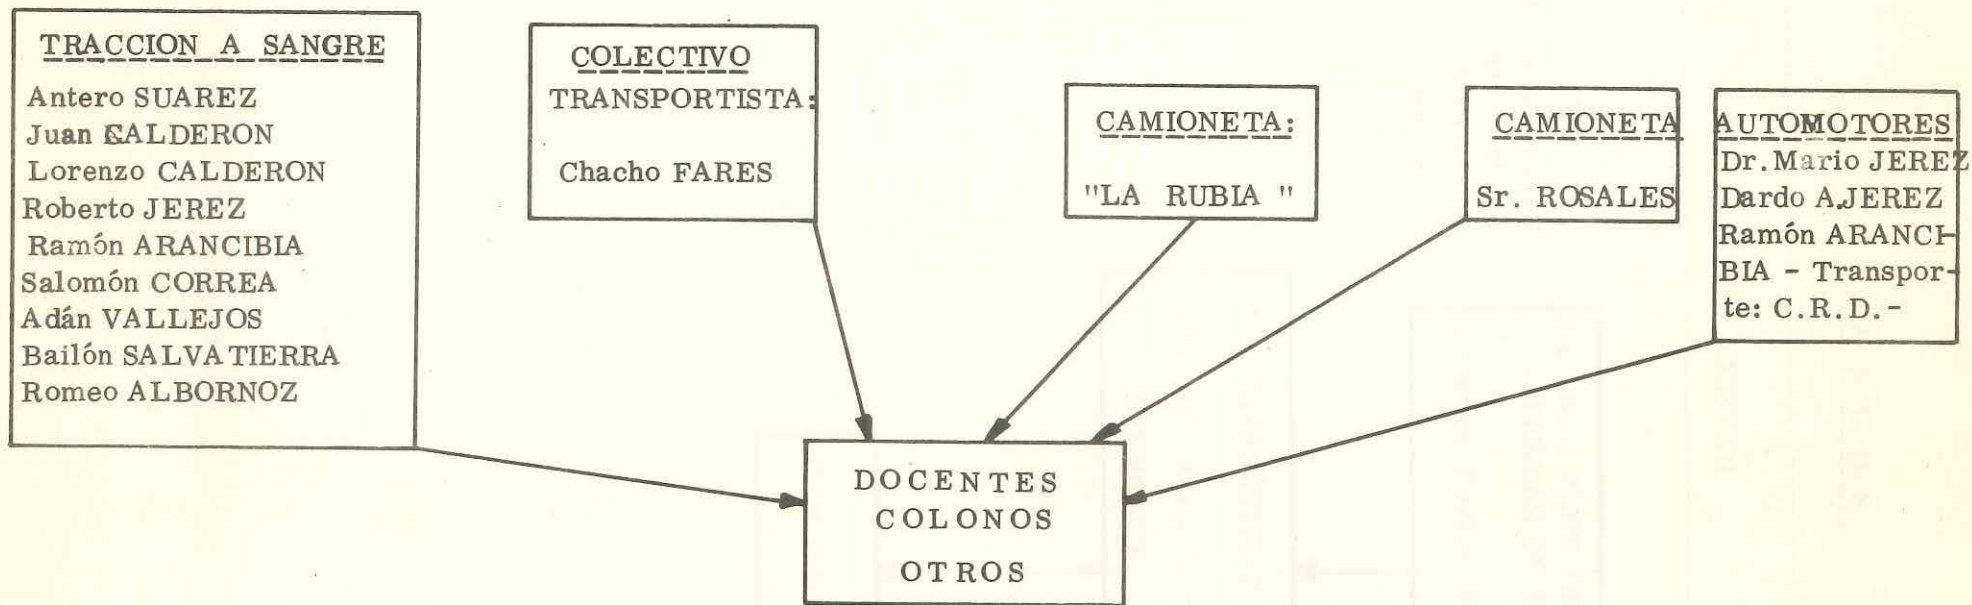 TRACCION A SANGRE
Antero SUAREZ
Juan CALDERON
Lorenzo CALDERON
Roberto JEREZ
Ramón ARANCIBIA
Salomón CORREA
Adán VALLEJOS
Bailón SALVATIERRA
Romeo ALBORNOZ
COLECTIVO
TRANSPORTISTA:
Chacho FARES
CAMIONETA:
"LA RUBIA "
CAMIONETA
Sr. ROSALES
AUTOMOTORES
Dr. Mario JEREZ
Dardo A.JEREZ
Ramón ARANCI-
BIA - Transpor-
te: C.R.D.-
DOCENTES
COLONOS
OTROS